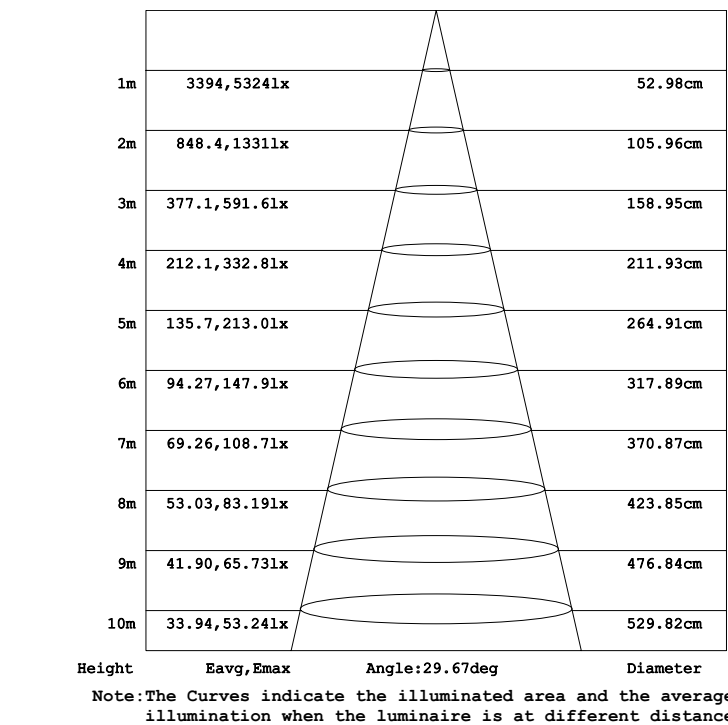 1m 3394,5324lx 52.98cm
2m 848.4,1331lx 105.96cm
3m 377.1,591.6lx 158.95cm
4m 212.1,332.8lx 211.93cm
5m 135.7,213.0lx 264.91cm
6m 94.27,147.9lx 317.89cm
7m 69.26,108.7lx 370.87cm
8m 53.03,83.19lx 423.85cm
9m 41.90,65.73lx 476.84cm
10m 33.94,53.24lx 529.82cm
Height Eavg,Emax Angle:29.67deg Diameter
Note:The Curves indicate the illuminated area and the average
illumination when the luminaire is at different distance